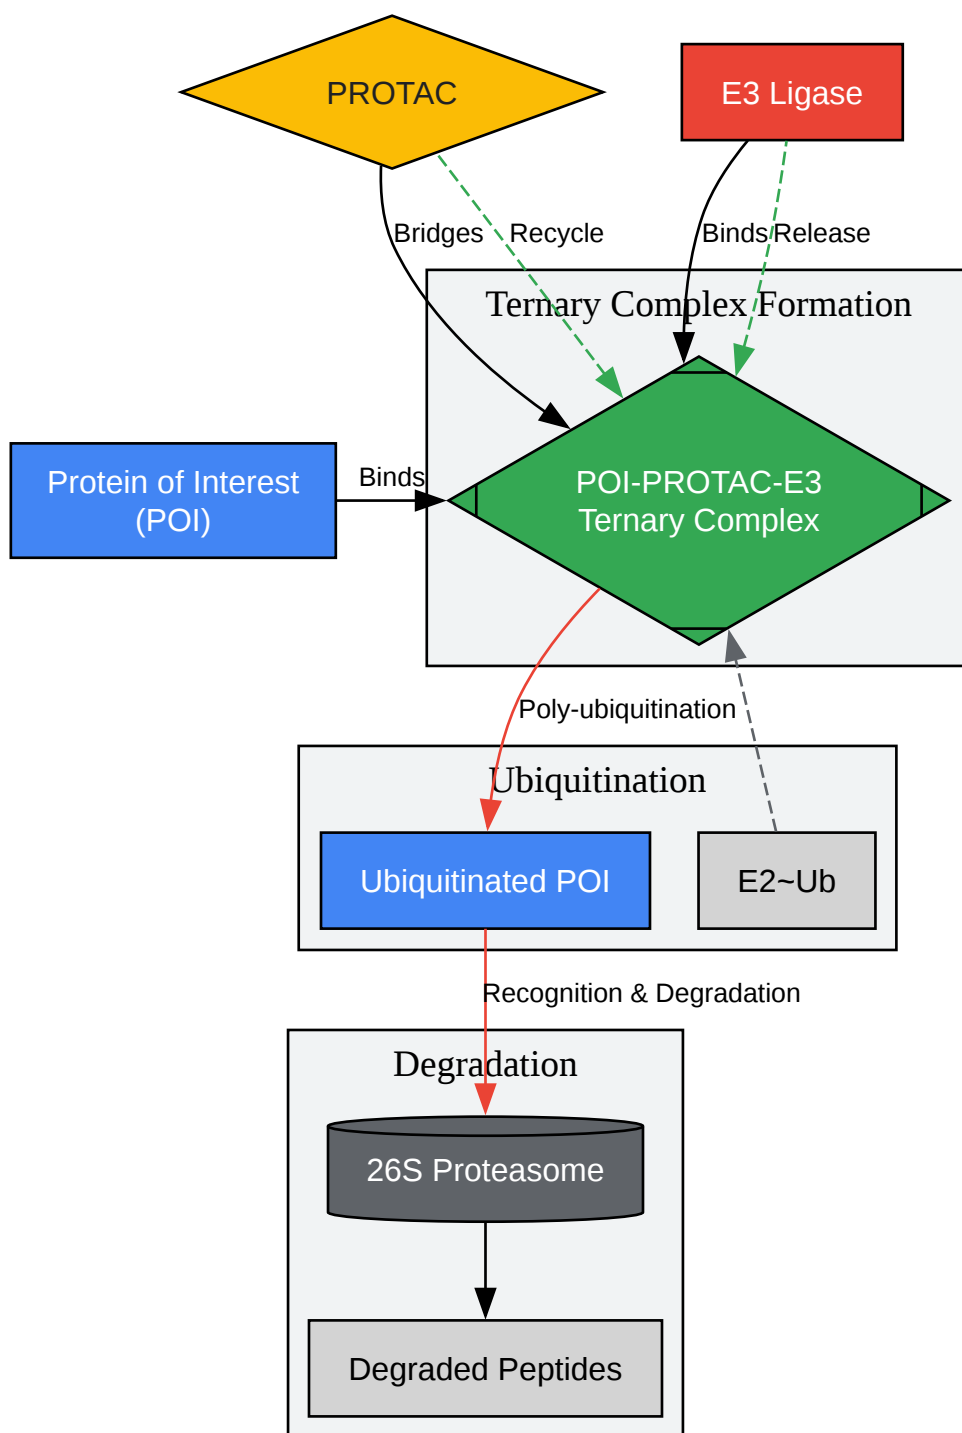 PROTAC
E3 Ligase
Bridges
Recycle
Binds
Release
Ternary Complex Formation
Protein of Interest
(POI)
Binds
POI-PROTAC-E3
Ternary Complex
Poly-ubiquitination
Ubiquitination
Ubiquitinated POI
E2~Ub
Recognition & Degradation
Degradation
26S Proteasome
Degraded Peptides